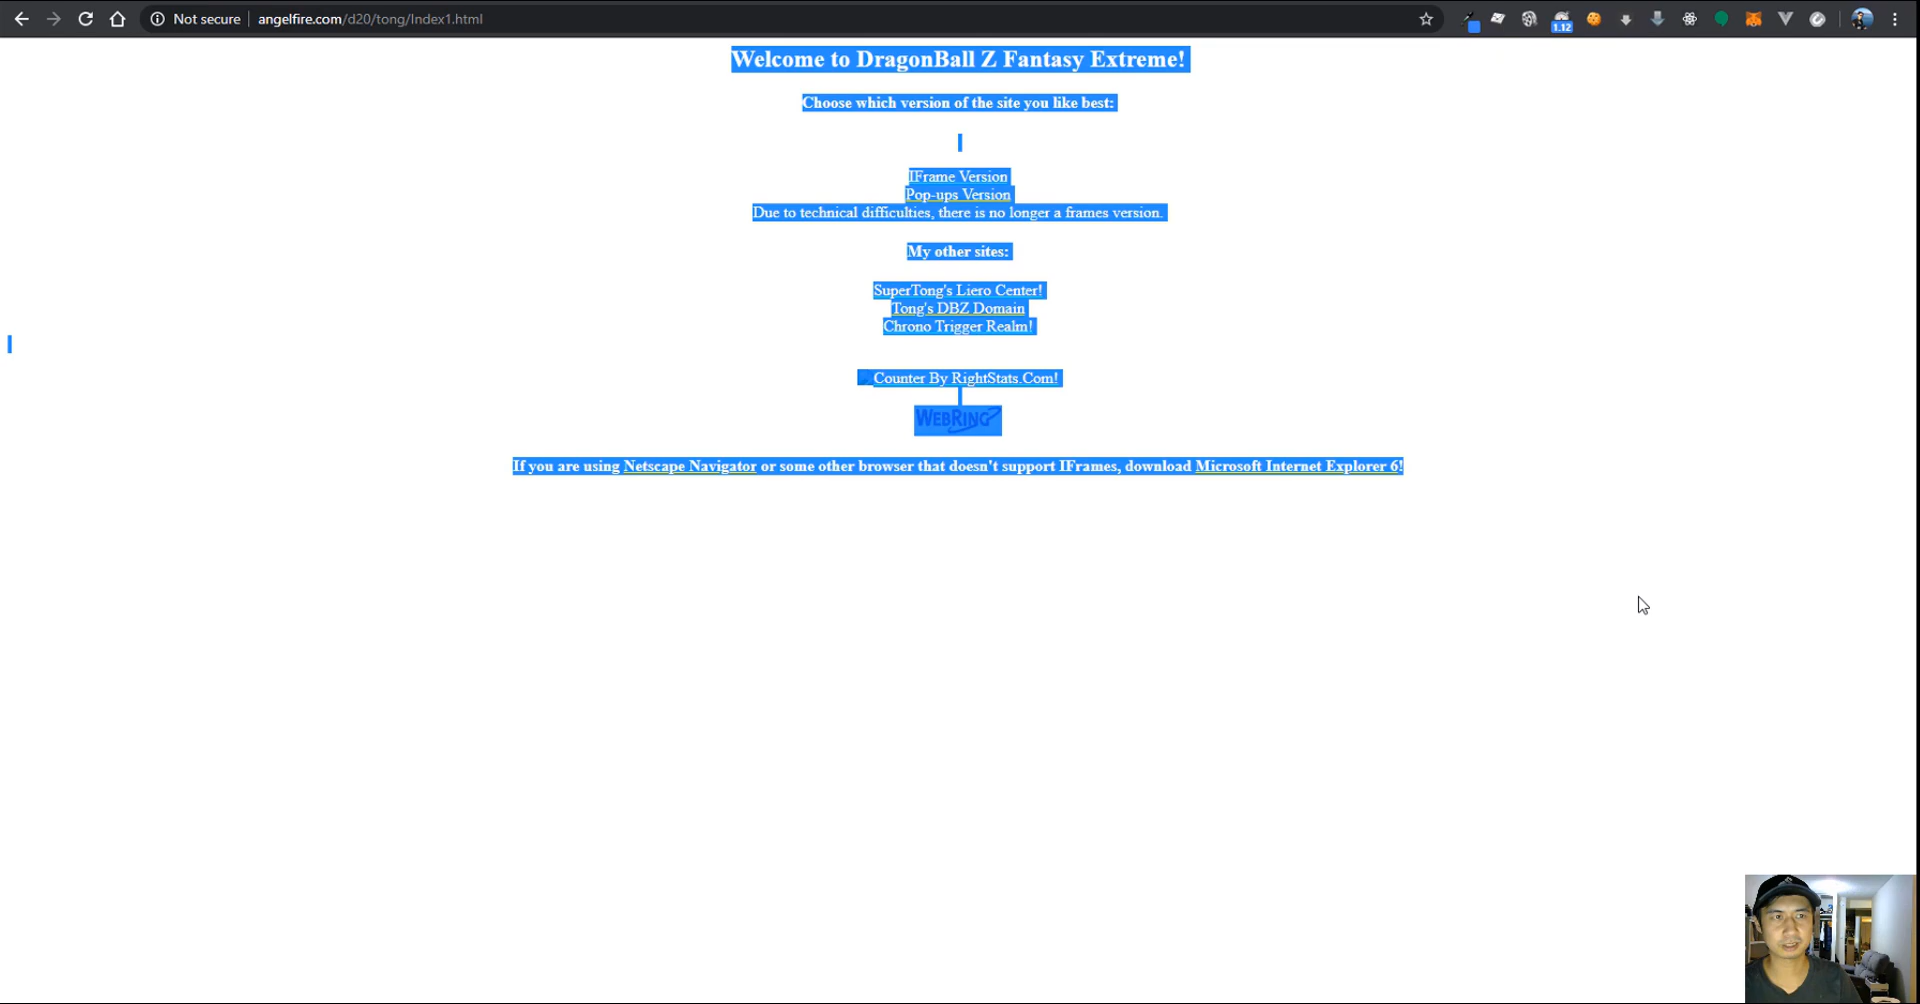 Not secure
angelfire.com/d20/tong/Index1.html
1.12
Welcome to DragonBall Z Fantasy Extreme!
Choose which version of the site you like best:
IFrame Version
Pop-ups Version
Due to technical difficulties, there is no longer a frames version.
My other sites:
SuperTong's Liero Center!
Tong's DBZ Domain
Chrono Trigger Realm!
Counter By RightStats.Com!
WEBRING
If you are using Netscape Navigator or some other browser that doesn't support IFrames, download Microsoft Internet Explorer 6!